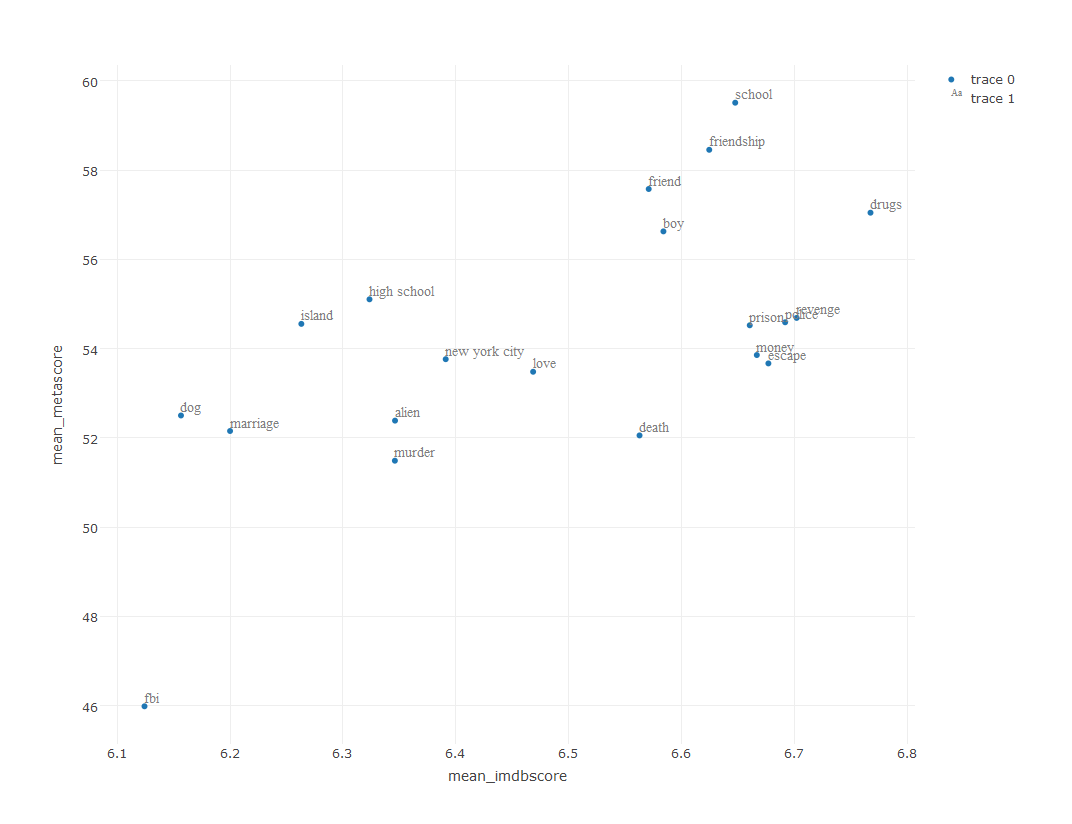 60
58
56
54
52
50
48
46
mean_metascore
school
friendship
friend
drugs
boy
high school
island
revenge
police
prison
new york city
money
escape
love
dog
alien
marriage
death
murder
fbi
6.1 6.2 6.3 6.4 6.5 6.6 6.7 6.8
mean_imdbscore
trace 0
Aa trace 1